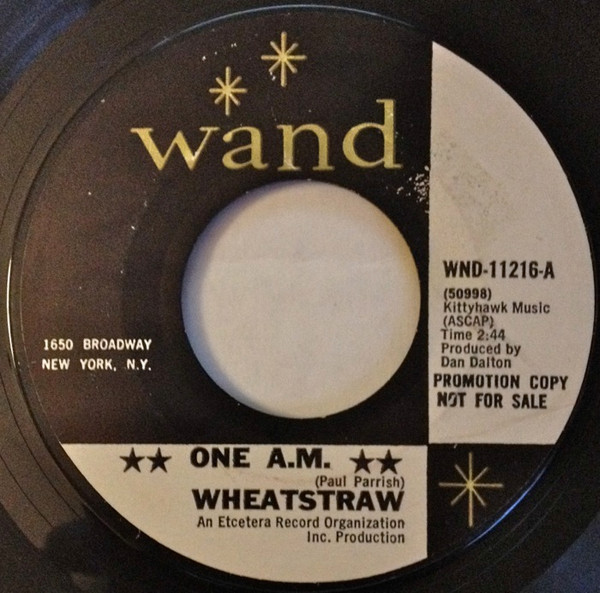 wand
WND-11216-A
(50998)
Kittyhawk Music
(ASCAP)
Time 2:44
Produced by
Dan Dalton
PROMOTION COPY
NOT FOR SALE
1650 BROADWAY
NEW YORK, N.Y.
★★ ONE A.M. ★★
(Paul Parrish)
WHEATSTRAW
An Etcetera Record Organization
Inc. Production